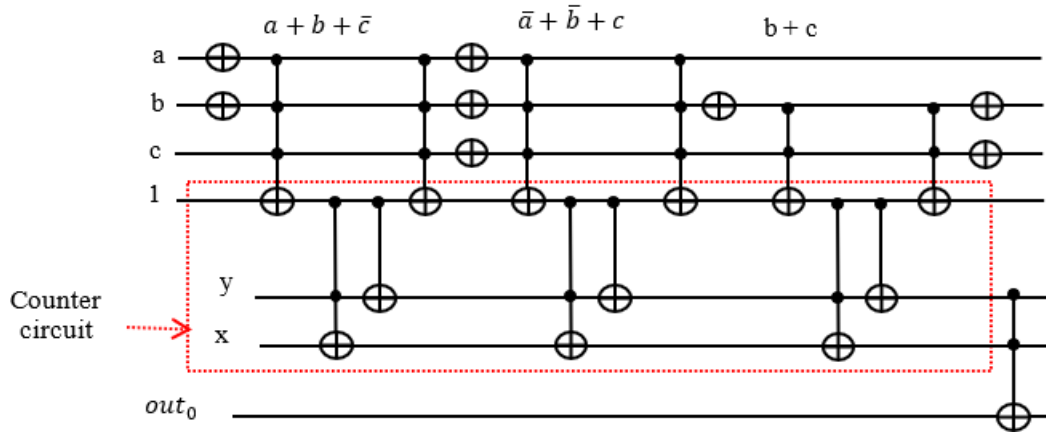 a + b + c̄
ā + b̄ + c
b + c
a
b
c
1
y
x
Counter
circuit
out₀